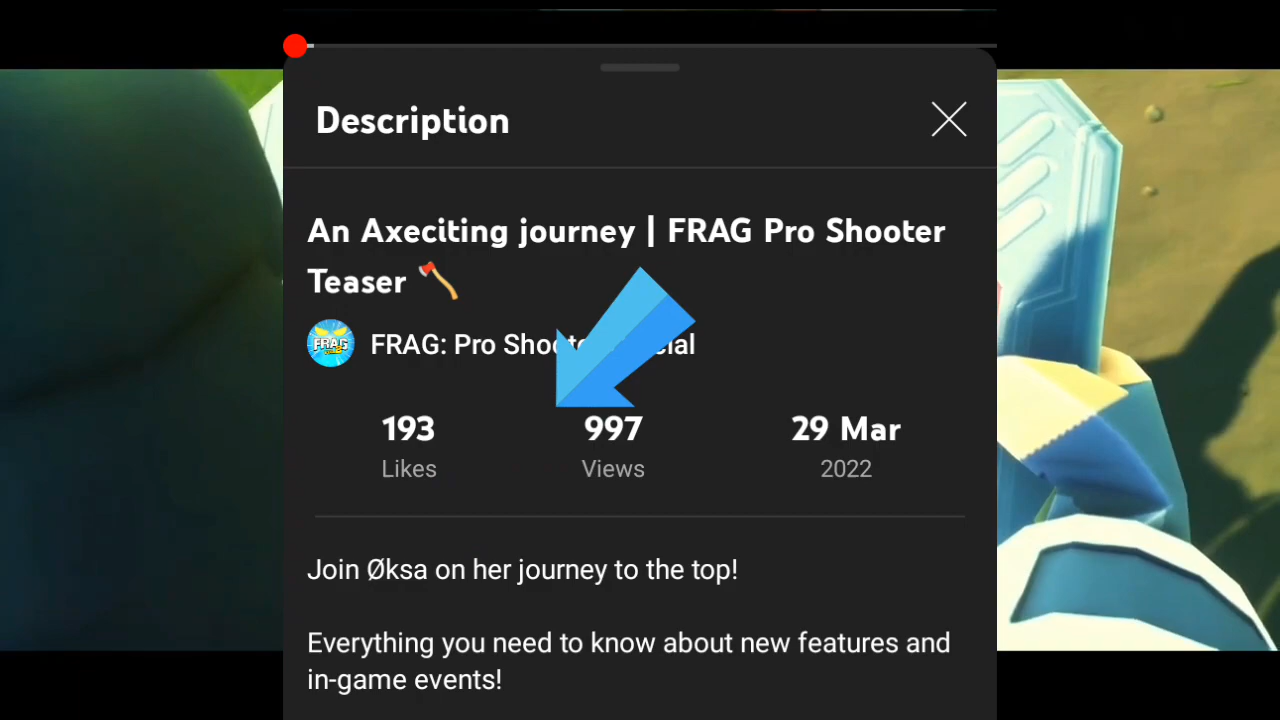 Description
An Axeciting journey | FRAG Pro Shooter
Teaser
FRAG
FRAG: Pro
193 997 29 Mar
Likes Views 2022
Join Øksa on her journey to the top!
Everything you need to know about new features and
in-game events!